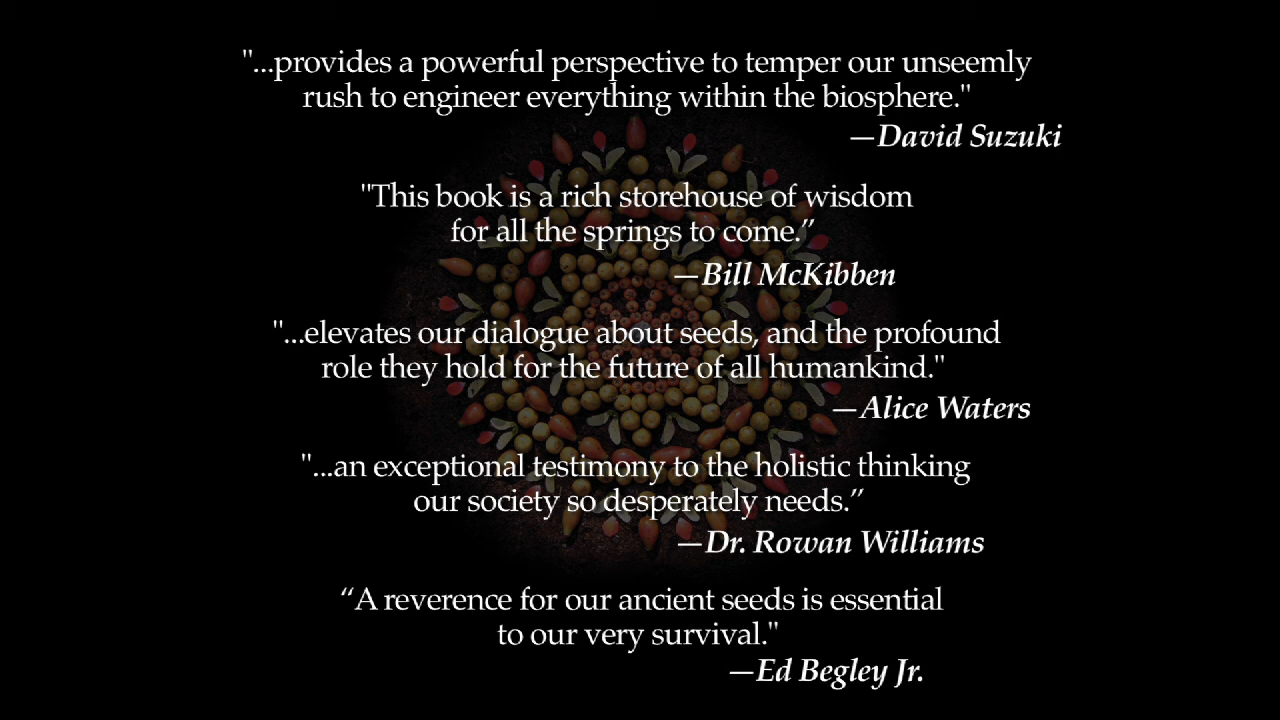 "...provides a powerful perspective to temper our unseemly
rush to engineer everything within the biosphere."
—David Suzuki
"This book is a rich storehouse of wisdom
for all the springs to come.”
—Bill McKibben
"...elevates our dialogue about seeds, and the profound
role they hold for the future of all humankind."
—Alice Waters
"...an exceptional testimony to the holistic thinking
our society so desperately needs.”
—Dr. Rowan Williams
“A reverence for our ancient seeds is essential
to our very survival."
—Ed Begley Jr.